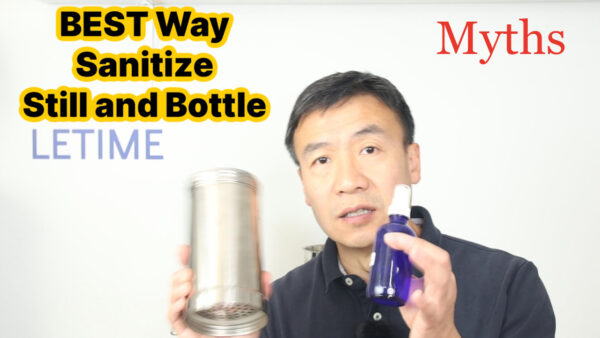 BEST Way
Sanitize
Still and Bottle
Myths
LETIME